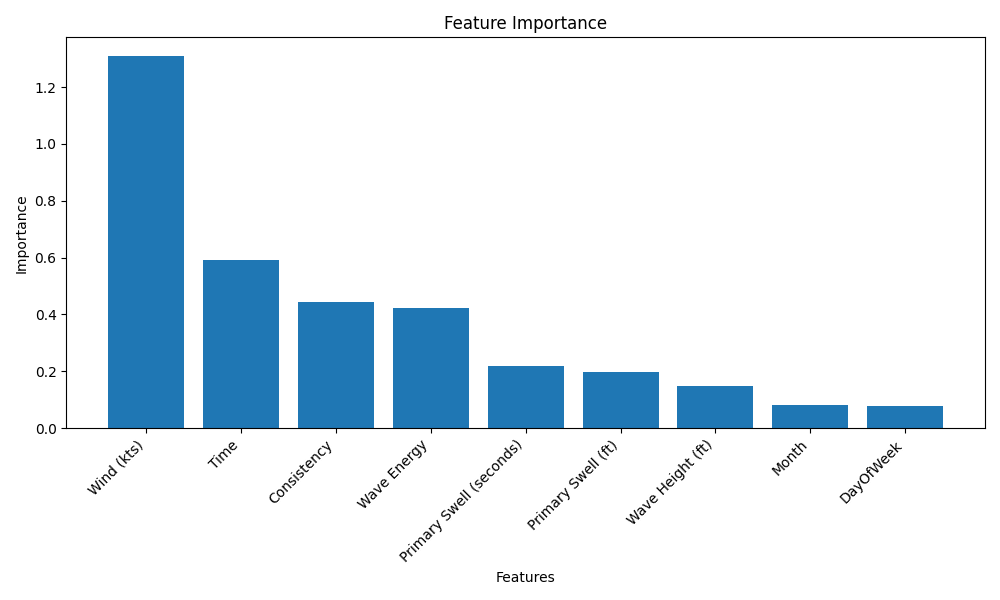 Feature Importance
Importance
1.2
1.0
0.8
0.6
0.4
0.2
0.0
Wind (kts)
Time
Consistency
Wave Energy
Primary Swell (seconds)
Primary Swell (ft)
Wave Height (ft)
Month
DayOfWeek
Features